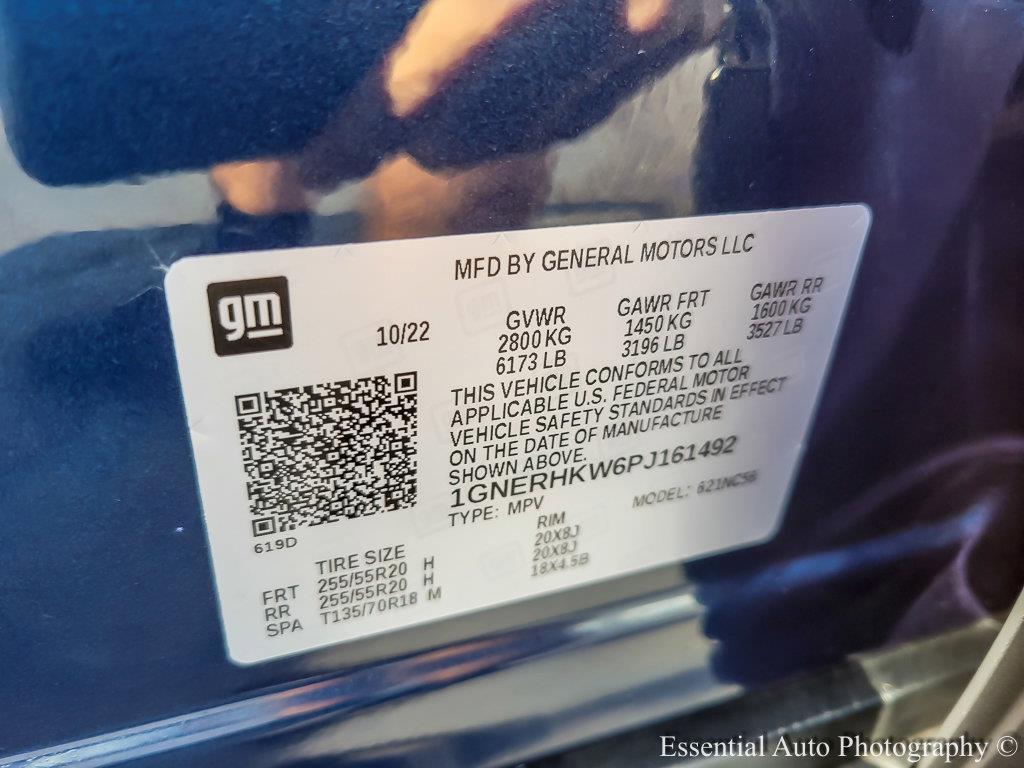 MFD BY GENERAL MOTORS LLC
gm
10/22
GVWR
2800 KG
6173 LB
GAWR FRT
1450 KG
3196 LB
GAWR RR
1600 KG
3527 LB
THIS VEHICLE CONFORMS TO ALL
APPLICABLE U.S. FEDERAL MOTOR
VEHICLE SAFETY STANDARDS IN EFFECT
ON THE DATE OF MANUFACTURE
SHOWN ABOVE.
1GNERHKW6PJ161492
TYPE: MPV MODEL: 621NC56
619D
TIRE SIZE RIM
FRT 255/55R20 H 20X8J
RR 255/55R20 H 20X8J
SPA T135/70R18 M 18X4.5B
Essential Auto Photography ©